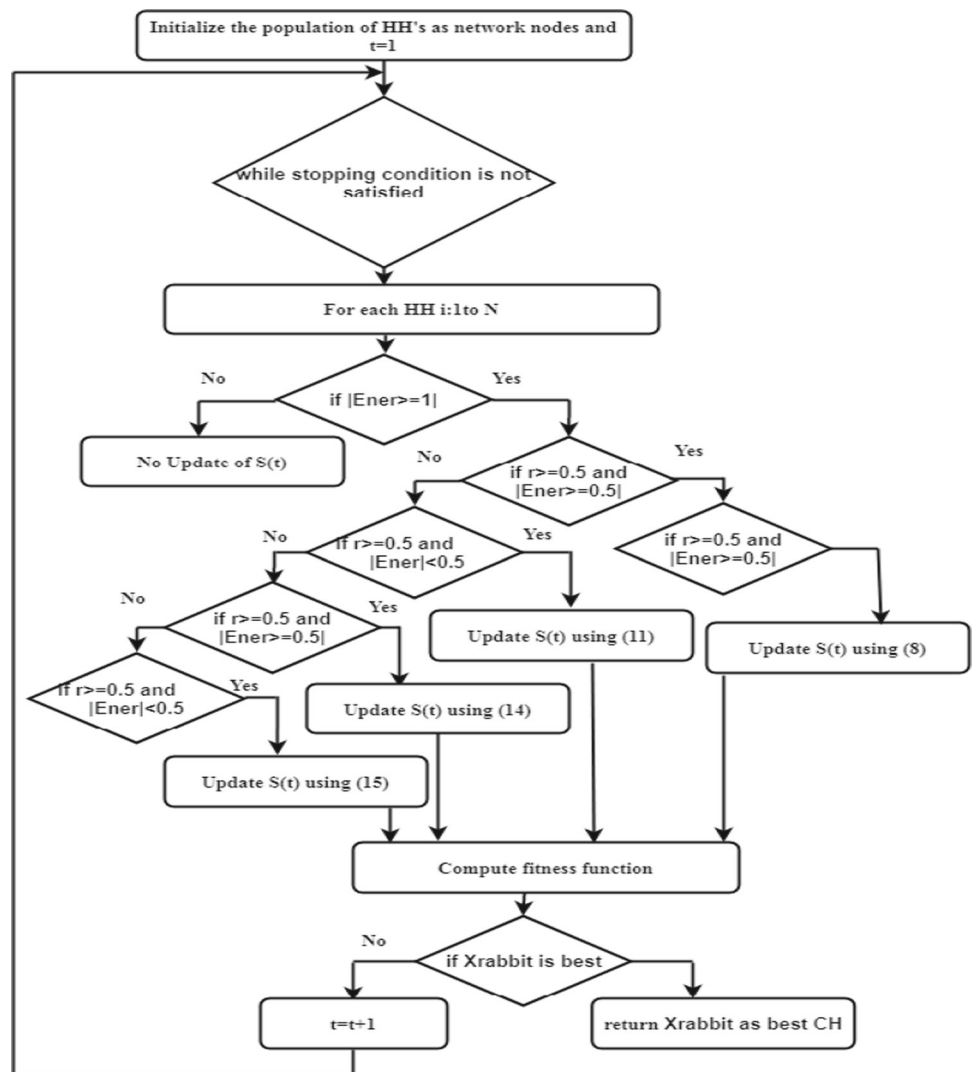 Initialize the population of HH's as network nodes and
t=1
while stopping condition is not
satisfied
For each HH i:1to N
No
Yes
if |Ener>=1|
No Update of S(t)
No
Yes
if r>=0.5 and
|Ener>=0.5|
No
Yes
if r>=0.5 and
|Ener|<0.5
if r>=0.5 and
|Ener>=0.5|
No
Yes
if r>=0.5 and
|Ener>=0.5|
Update S(t) using (11)
Update S(t) using (8)
Yes
if r>=0.5 and
|Ener|<0.5
Update S(t) using (14)
Update S(t) using (15)
Compute fitness function
No
if Xrabbit is best
t=t+1
return Xrabbit as best CH